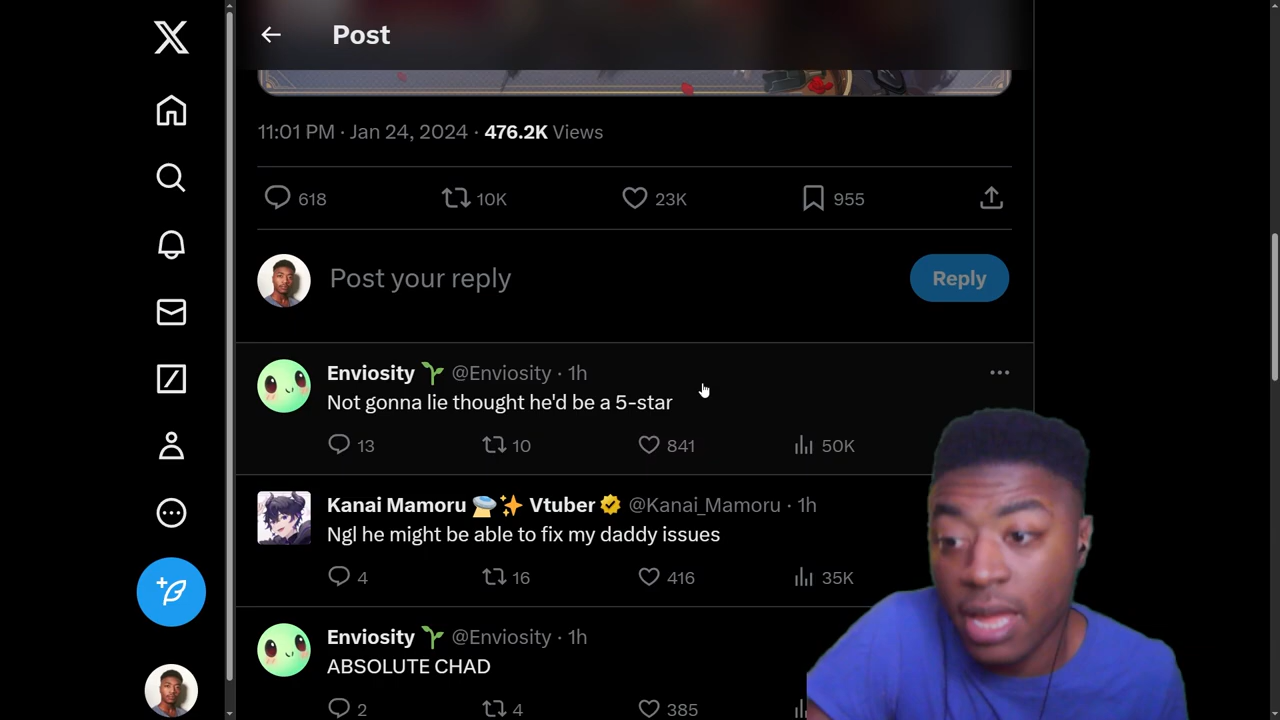 Post
11:01 PM · Jan 24, 2024 · 476.2K Views
618 10K 23K 955
Post your reply Reply
Enviosity 🌱 @Enviosity · 1h
Not gonna lie thought he'd be a 5-star
13 10 841 50K
Kanai Mamoru 🛸✨ Vtuber @Kanai_Mamoru · 1h
Ngl he might be able to fix my daddy issues
4 16 416 35K
Enviosity 🌱 @Enviosity · 1h
ABSOLUTE CHAD
2 4 385